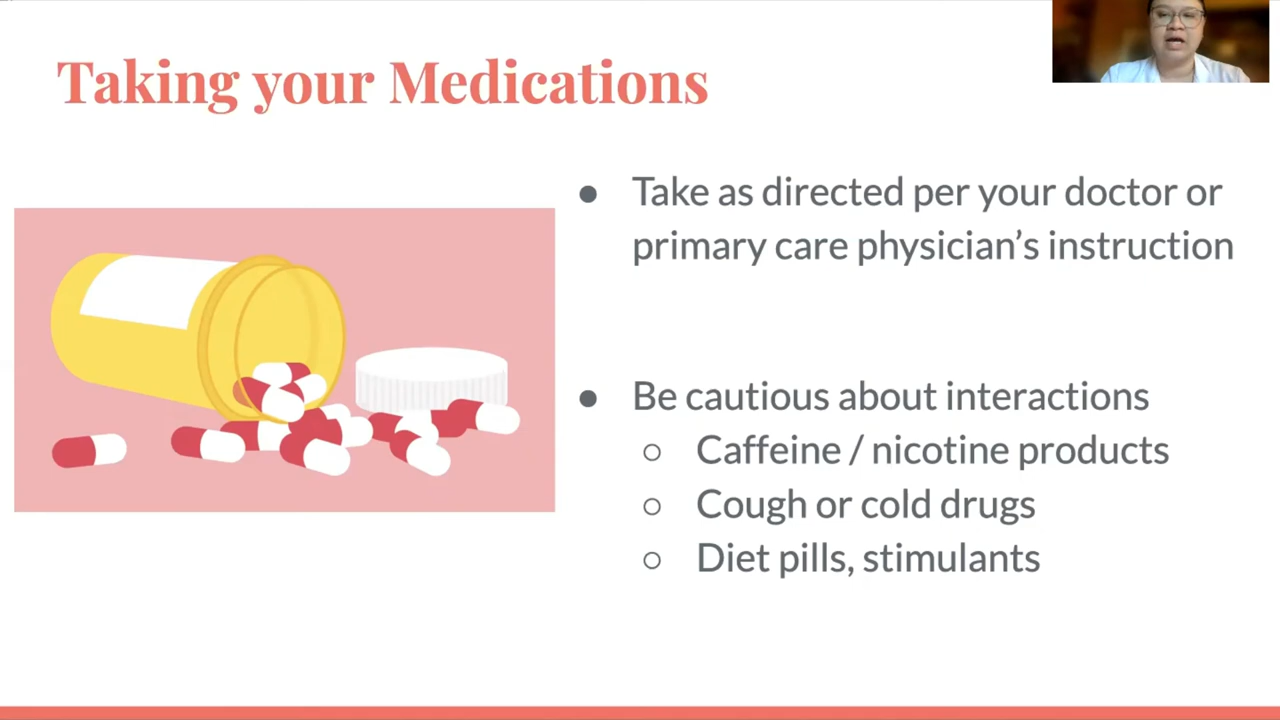 Taking your Medications
● Take as directed per your doctor or
primary care physician’s instruction
● Be cautious about interactions
○ Caffeine / nicotine products
○ Cough or cold drugs
○ Diet pills, stimulants